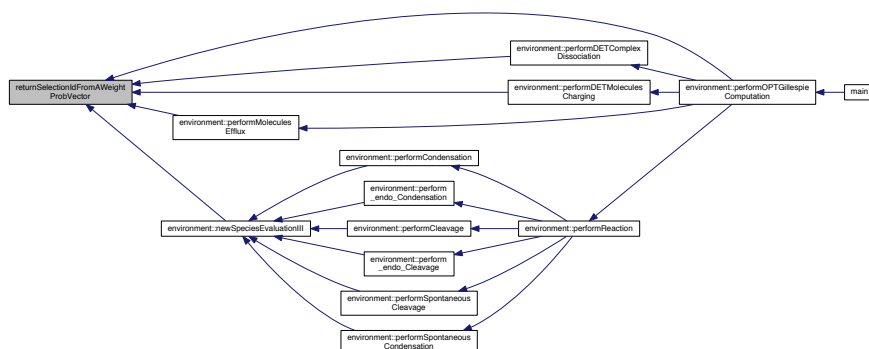 environment::performDETComplex
Dissociation
returnSelectionIdFromAWeight
ProbVector
environment::performDETMolecules
Charging
environment::performOPTGillespie
Computation
main
environment::performMolecules
Efflux
environment::performCondensation
environment::perform
_endo_Condensation
environment::newSpeciesEvaluationIII
environment::performCleavage
environment::performReaction
environment::perform
_endo_Cleavage
environment::performSpontaneous
Cleavage
environment::performSpontaneous
Condensation